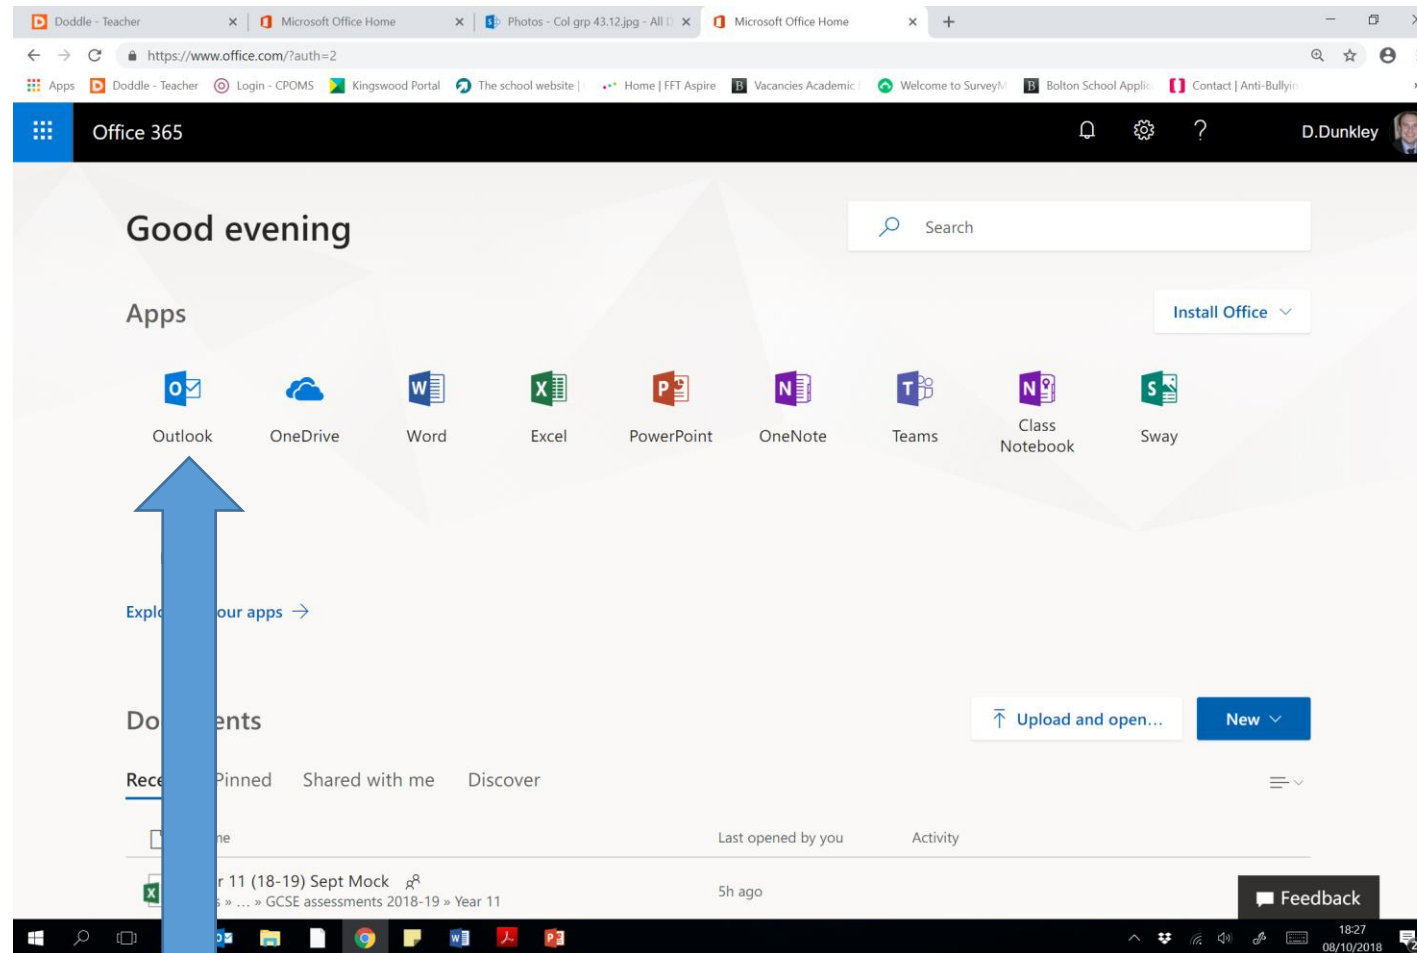 Doddle - Teacher
Microsoft Office Home
Photos - Col grp 43.12.jpg - All D
Microsoft Office Home
https://www.office.com/?auth=2
Apps Doddle - Teacher Login - CPOMS Kingswood Portal The school website | Home | FFT Aspire Vacancies Academic Welcome to SurveyM Bolton School Applic Contact | Anti-Bullyin
Office 365
D.Dunkley
Good evening
Search
Apps
Install Office
Outlook OneDrive Word Excel PowerPoint OneNote Teams Class Notebook Sway
our apps →
Upload and open...
New
Pinned Shared with me Discover
Last opened by you Activity
11 (18-19) Sept Mock
» ... » GCSE assessments 2018-19 » Year 11
5h ago
Feedback
18:27
08/10/2018